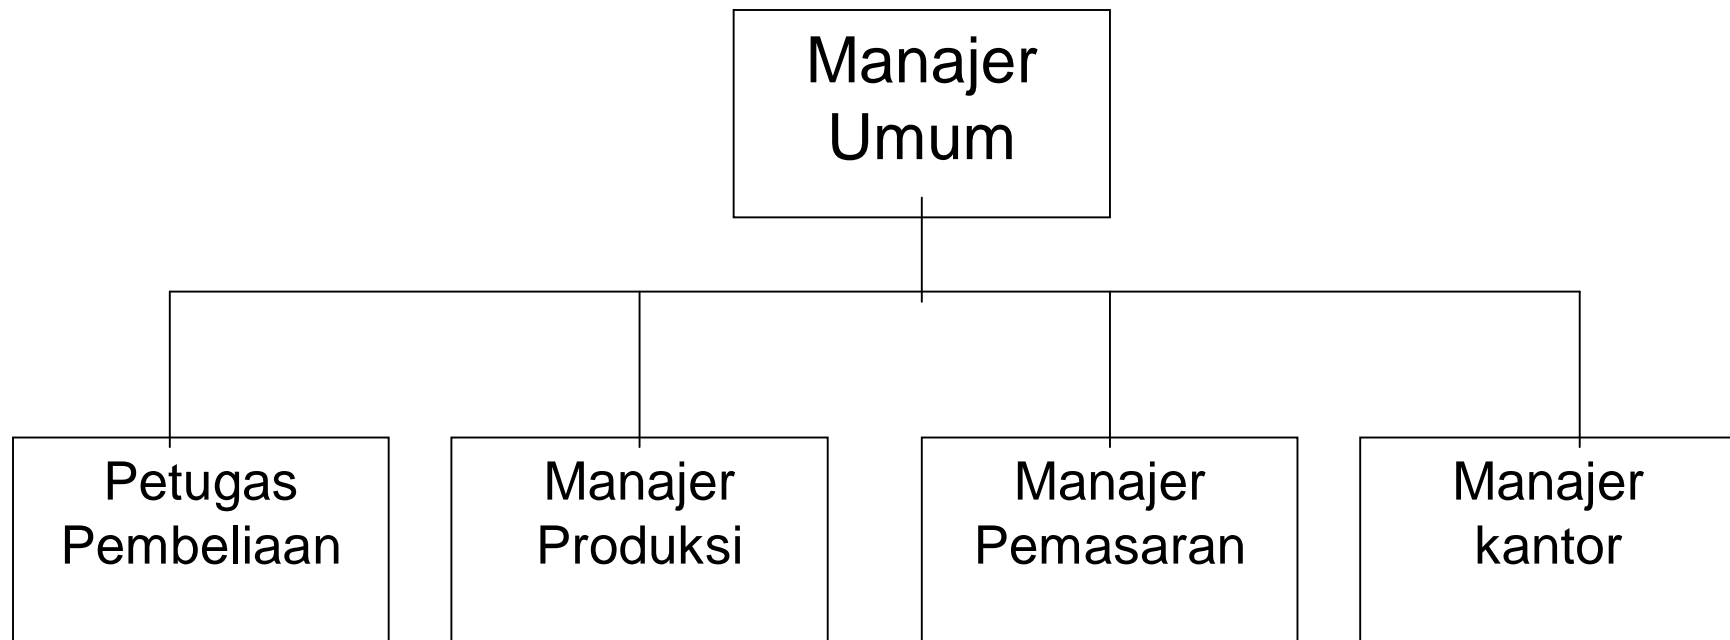 Manajer
Umum
Petugas
Pembeliaan
Manajer
Produksi
Manajer
Pemasaran
Manajer
kantor